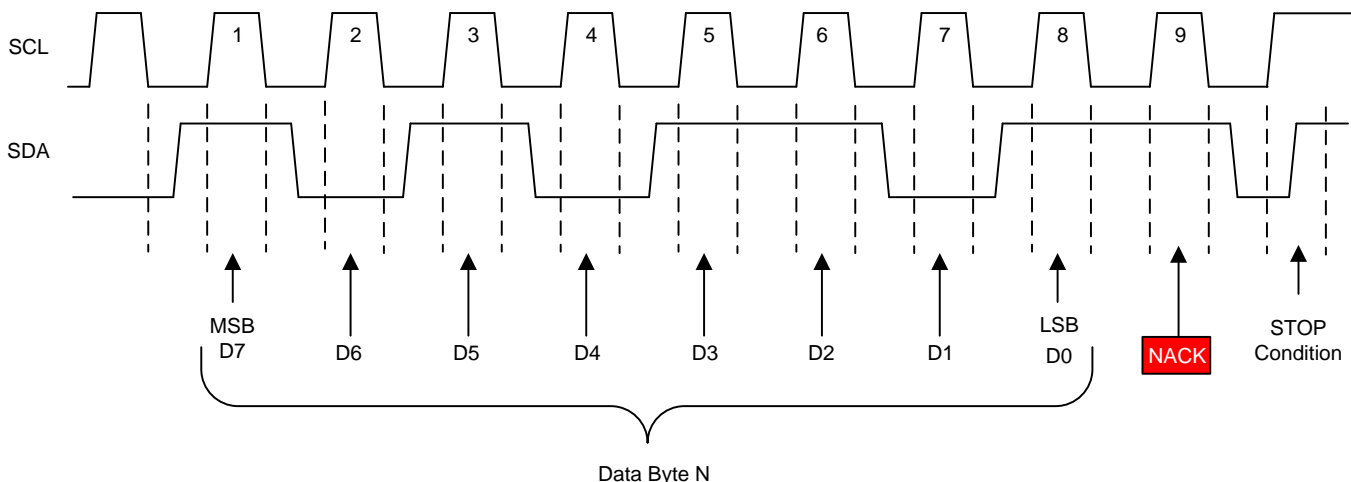 SCL
1 2 3 4 5 6 7 8 9
SDA
MSB
D7
D6
D5
D4
D3
D2
D1
LSB
D0
NACK
STOP
Condition
Data Byte N